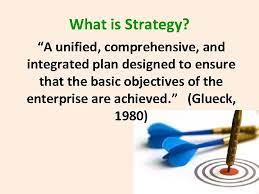 What is Strategy?
“A unified, comprehensive, and
integrated plan designed to ensure
that the basic objectives of the
enterprise are achieved.” (Glueck,
1980)